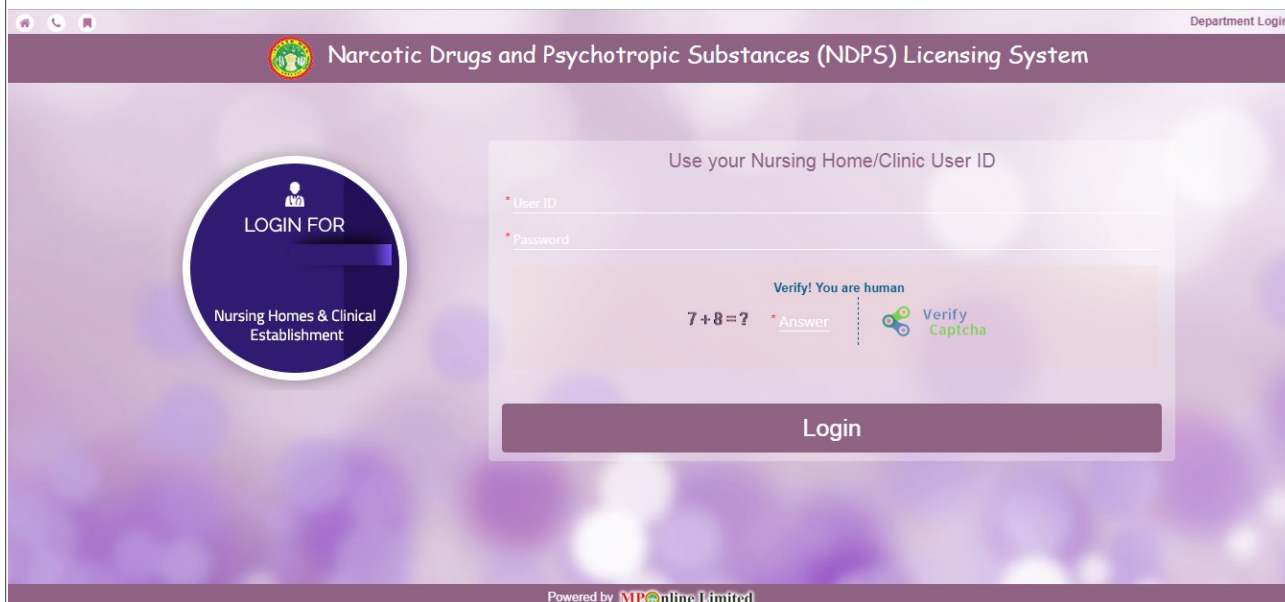 Department Login
Narcotic Drugs and Psychotropic Substances (NDPS) Licensing System
LOGIN FOR
Nursing Homes & Clinical
Establishment
Use your Nursing Home/Clinic User ID
* User ID
* Password
Verify! You are human
7+8=? * Answer
Verify
Captcha
Login
Powered by MPOnline Limited